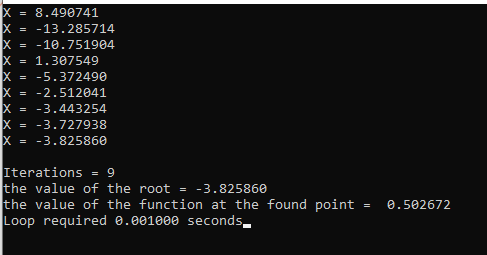 X = 8.490741
X = -13.285714
X = -10.751904
X = 1.307549
X = -5.372490
X = -2.512041
X = -3.443254
X = -3.727938
X = -3.825860
Iterations = 9
the value of the root = -3.825860
the value of the function at the found point =  0.502672
Loop required 0.001000 seconds